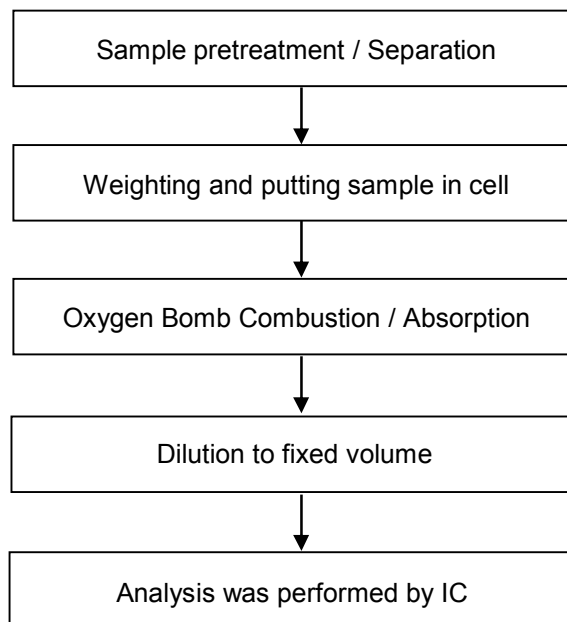 Sample pretreatment / Separation
Weighting and putting sample in cell
Oxygen Bomb Combustion / Absorption
Dilution to fixed volume
Analysis was performed by IC